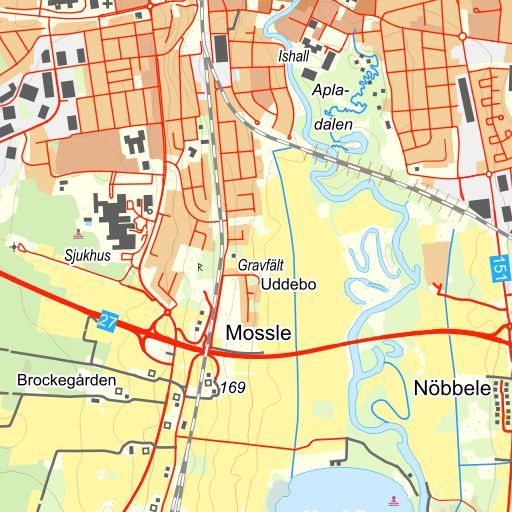 Ishall
Apla-
dalen
Sjukhus
R
Gravfält
Uddebo
151
27
Mossle
Brockegården
169
Nöbbele